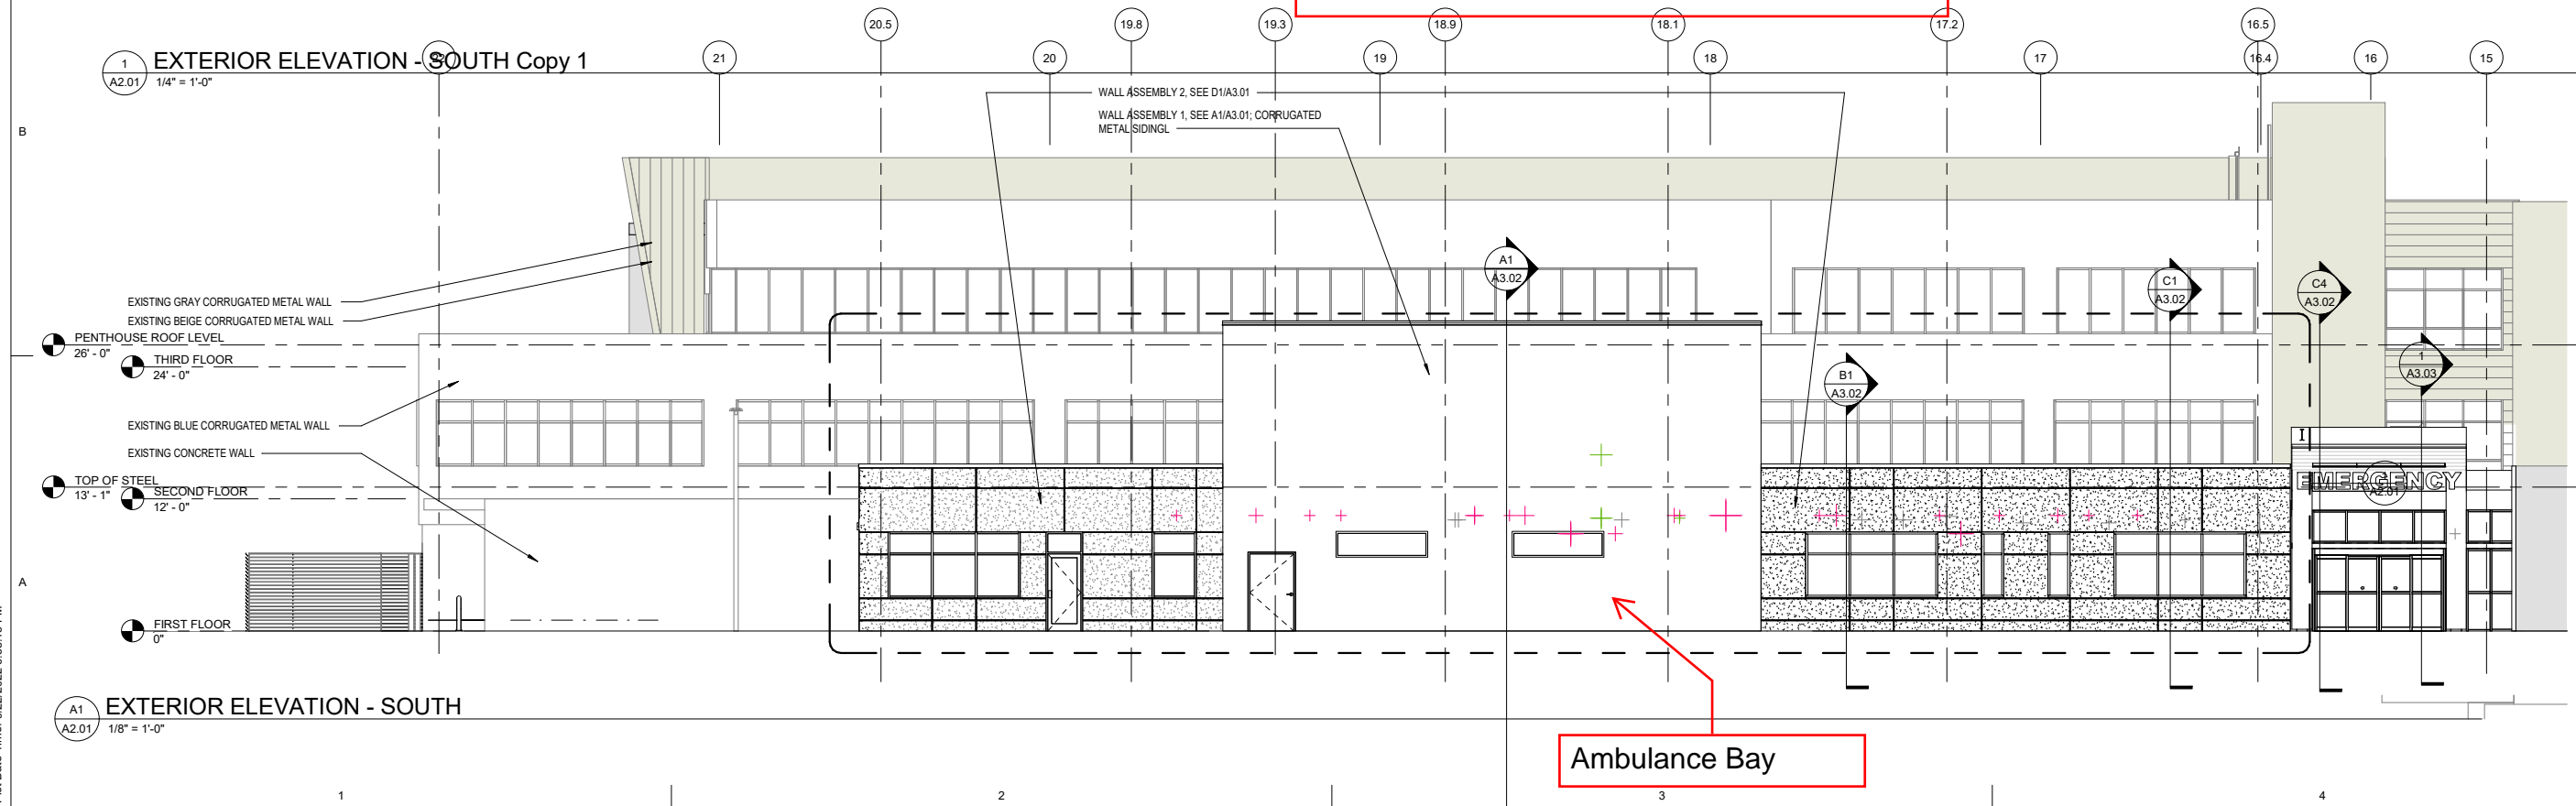 20.5
19.8
19.3
18.9
18.1
17.2
16.5
1
A2.01
EXTERIOR ELEVATION - SOUTH Copy 1
1/4" = 1'-0"
22
21
20
19
18
17
16.4
16
15
WALL ASSEMBLY 2, SEE D1/A3.01
WALL ASSEMBLY 1, SEE A1/A3.01; CORRUGATED
METAL SIDINGL
B
A1
A3.02
C1
A3.02
C4
A3.02
EXISTING GRAY CORRUGATED METAL WALL
EXISTING BEIGE CORRUGATED METAL WALL
PENTHOUSE ROOF LEVEL
26' - 0"
THIRD FLOOR
24' - 0"
1
A3.03
B1
A3.02
EXISTING BLUE CORRUGATED METAL WALL
EXISTING CONCRETE WALL
I
TOP OF STEEL
13' - 1"
SECOND FLOOR
12' - 0"
EMERGENCY
A2.01
A
FIRST FLOOR
0"
A1
A2.01
EXTERIOR ELEVATION - SOUTH
1/8" = 1'-0"
Ambulance Bay
1
2
3
4